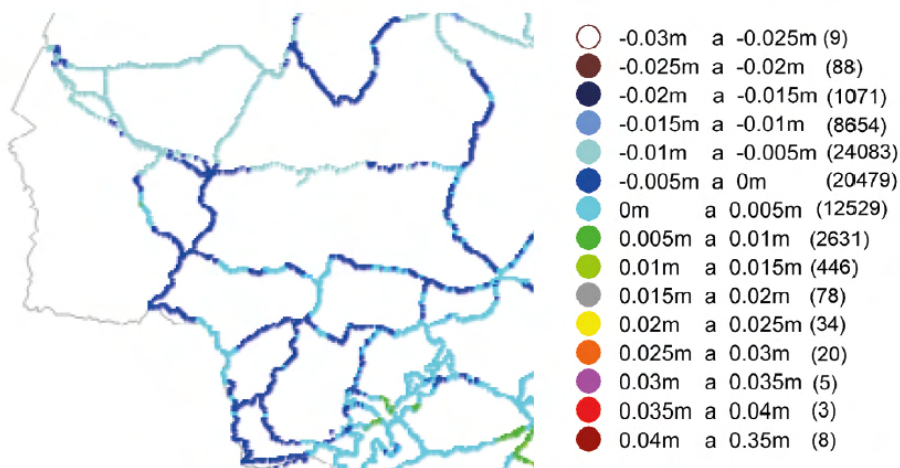 -0.03m a -0.025m (9)
-0.025m a -0.02m (88)
-0.02m a -0.015m (1071)
-0.015m a -0.01m (8654)
-0.01m a -0.005m (24083)
-0.005m a 0m (20479)
0m a 0.005m (12529)
0.005m a 0.01m (2631)
0.01m a 0.015m (446)
0.015m a 0.02m (78)
0.02m a 0.025m (34)
0.025m a 0.03m (20)
0.03m a 0.035m (5)
0.035m a 0.04m (3)
0.04m a 0.35m (8)